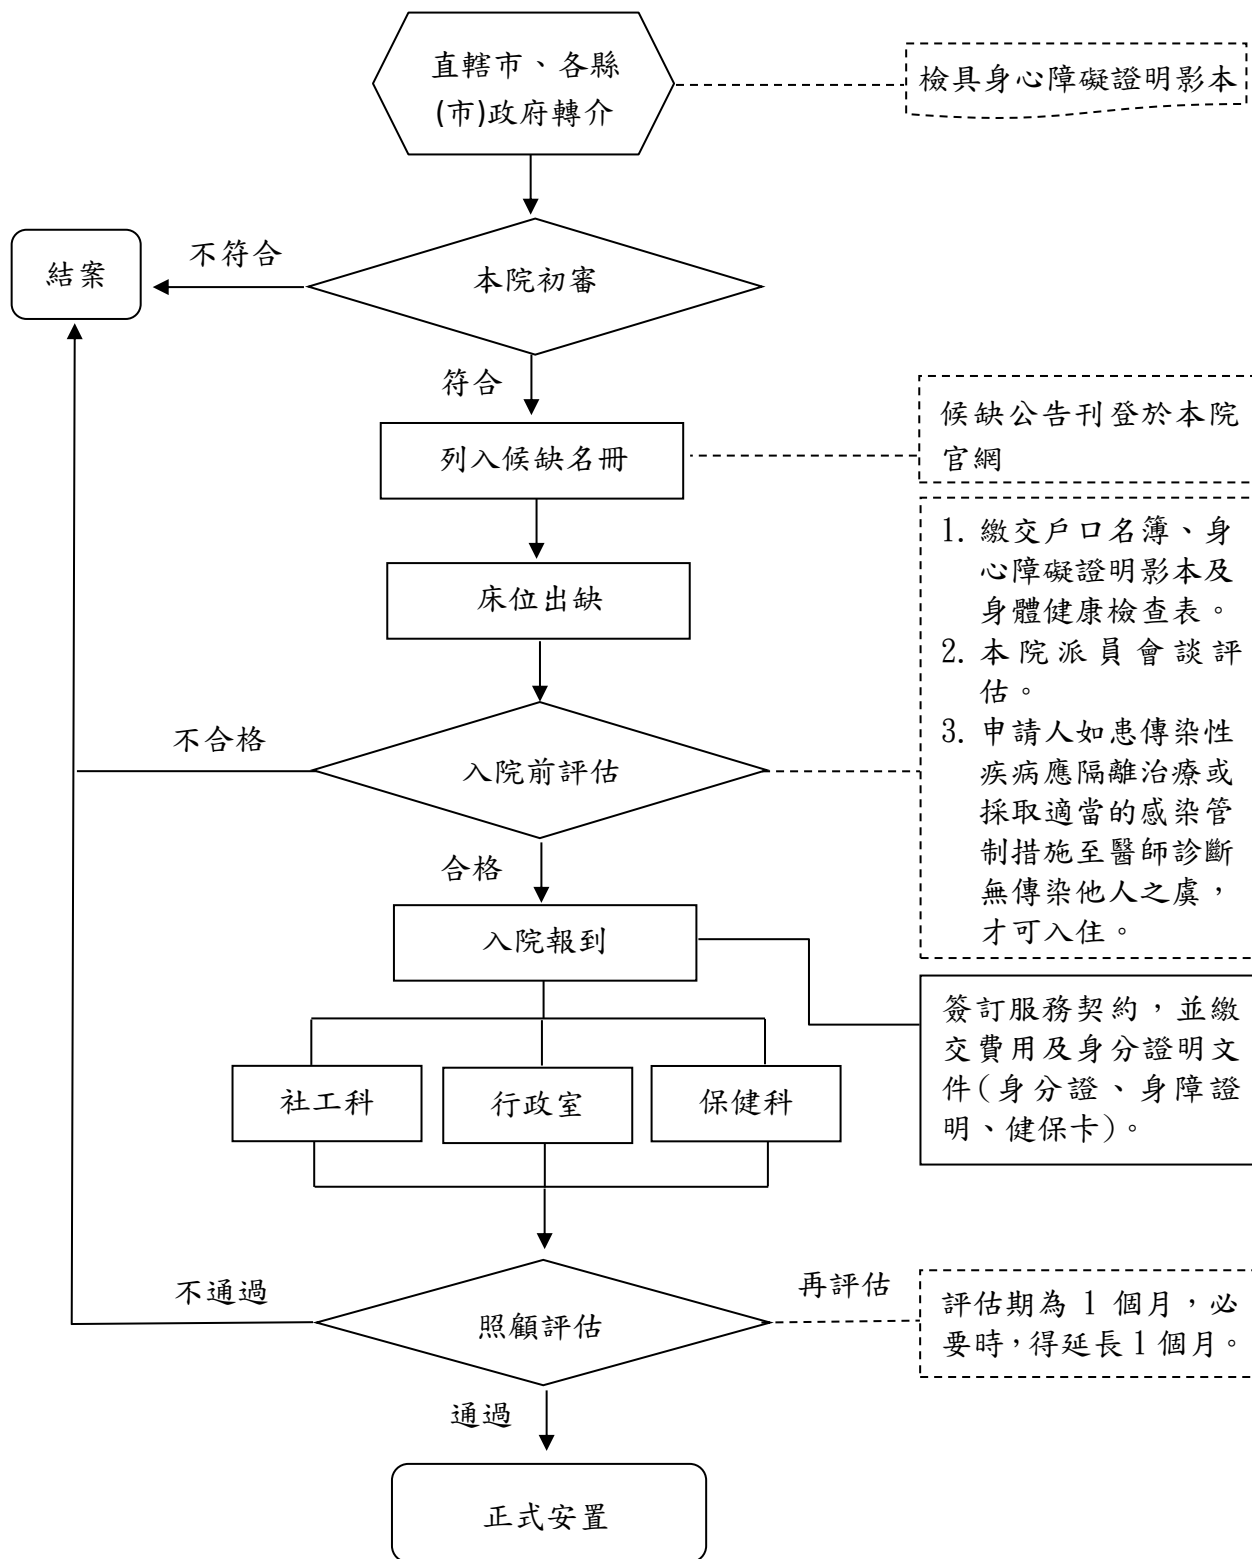 直轄市、各縣
(市)政府轉介
檢具身心障礙證明影本
結案
不符合
本院初審
符合
候缺公告刊登於本院
官網
列入候缺名冊
1. 繳交戶口名簿、身
心障礙證明影本及
身體健康檢查表。
2. 本院派員會談評
估。
3. 申請人如患傳染性
疾病應隔離治療或
採取適當的感染管
制措施至醫師診斷
無傳染他人之虞，
才可入住。
床位出缺
不合格
入院前評估
合格
入院報到
簽訂服務契約，並繳
交費用及身分證明文
件(身分證、身障證
明、健保卡)。
社工科
行政室
保健科
不通過
照顧評估
再評估
評估期為 1 個月，必
要時，得延長 1 個月。
通過
正式安置